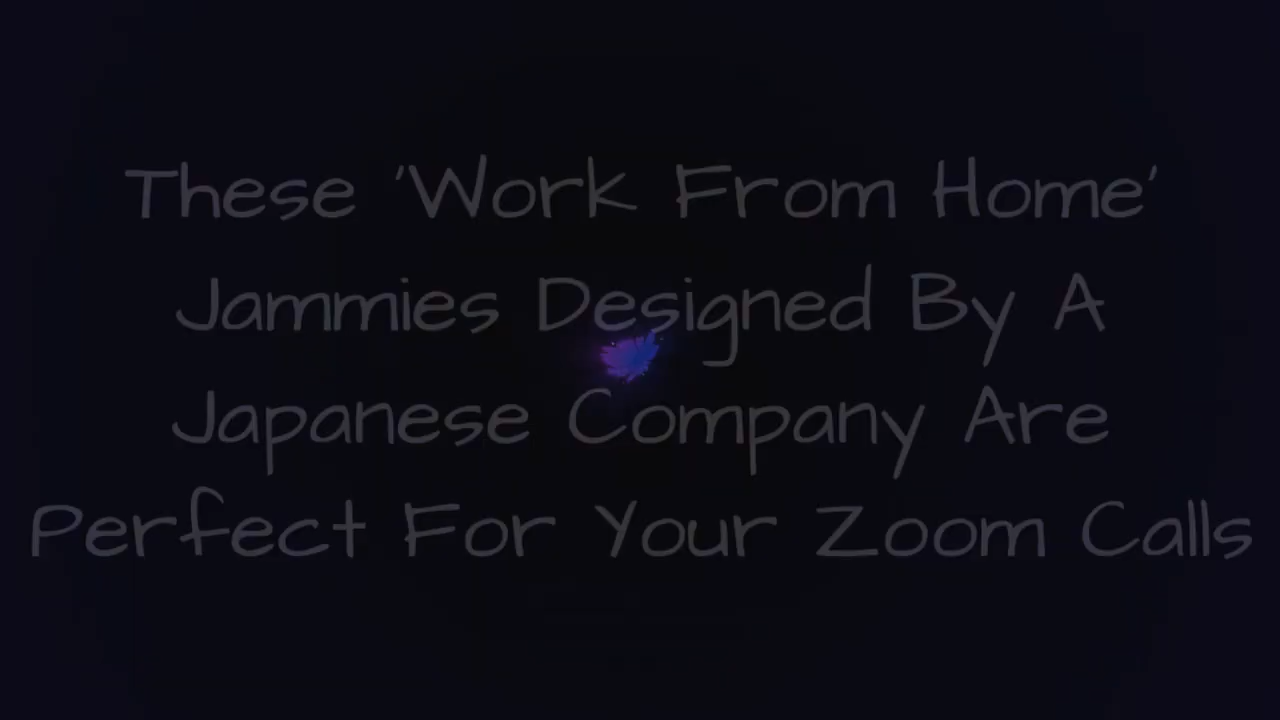 These 'Work From Home'
Jammies Designed By A
Japanese Company Are
Perfect For Your Zoom Calls